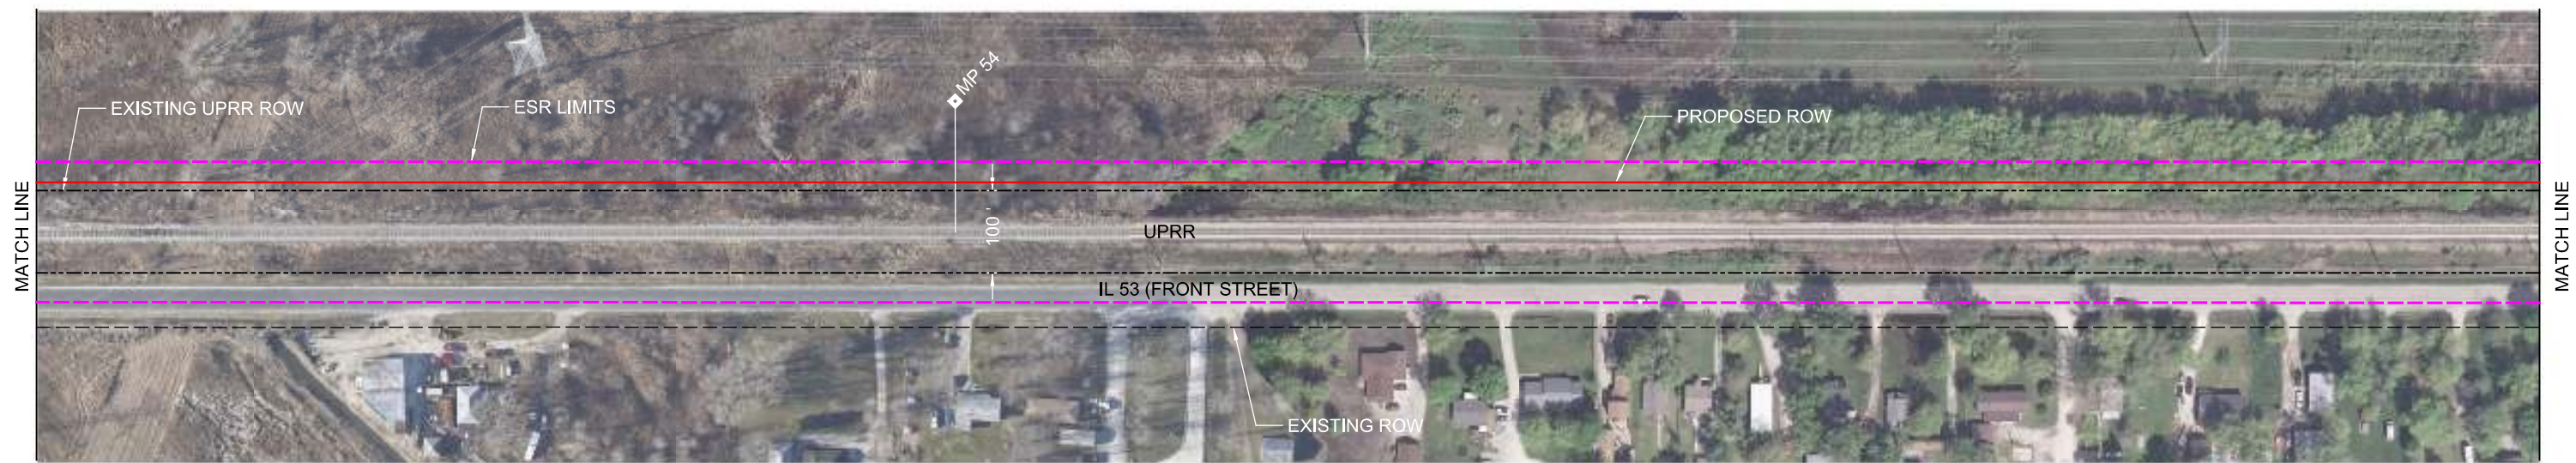 MP 54
EXISTING UPRR ROW
ESR LIMITS
PROPOSED ROW
MATCH LINE
MATCH LINE
100 '
UPRR
IL 53 (FRONT STREET)
EXISTING ROW